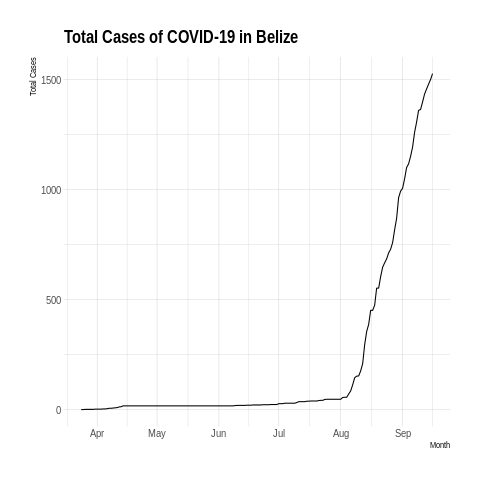 Total Cases of COVID-19 in Belize
Total Cases
1500
1000
500
0
Apr May Jun Jul Aug Sep
Month